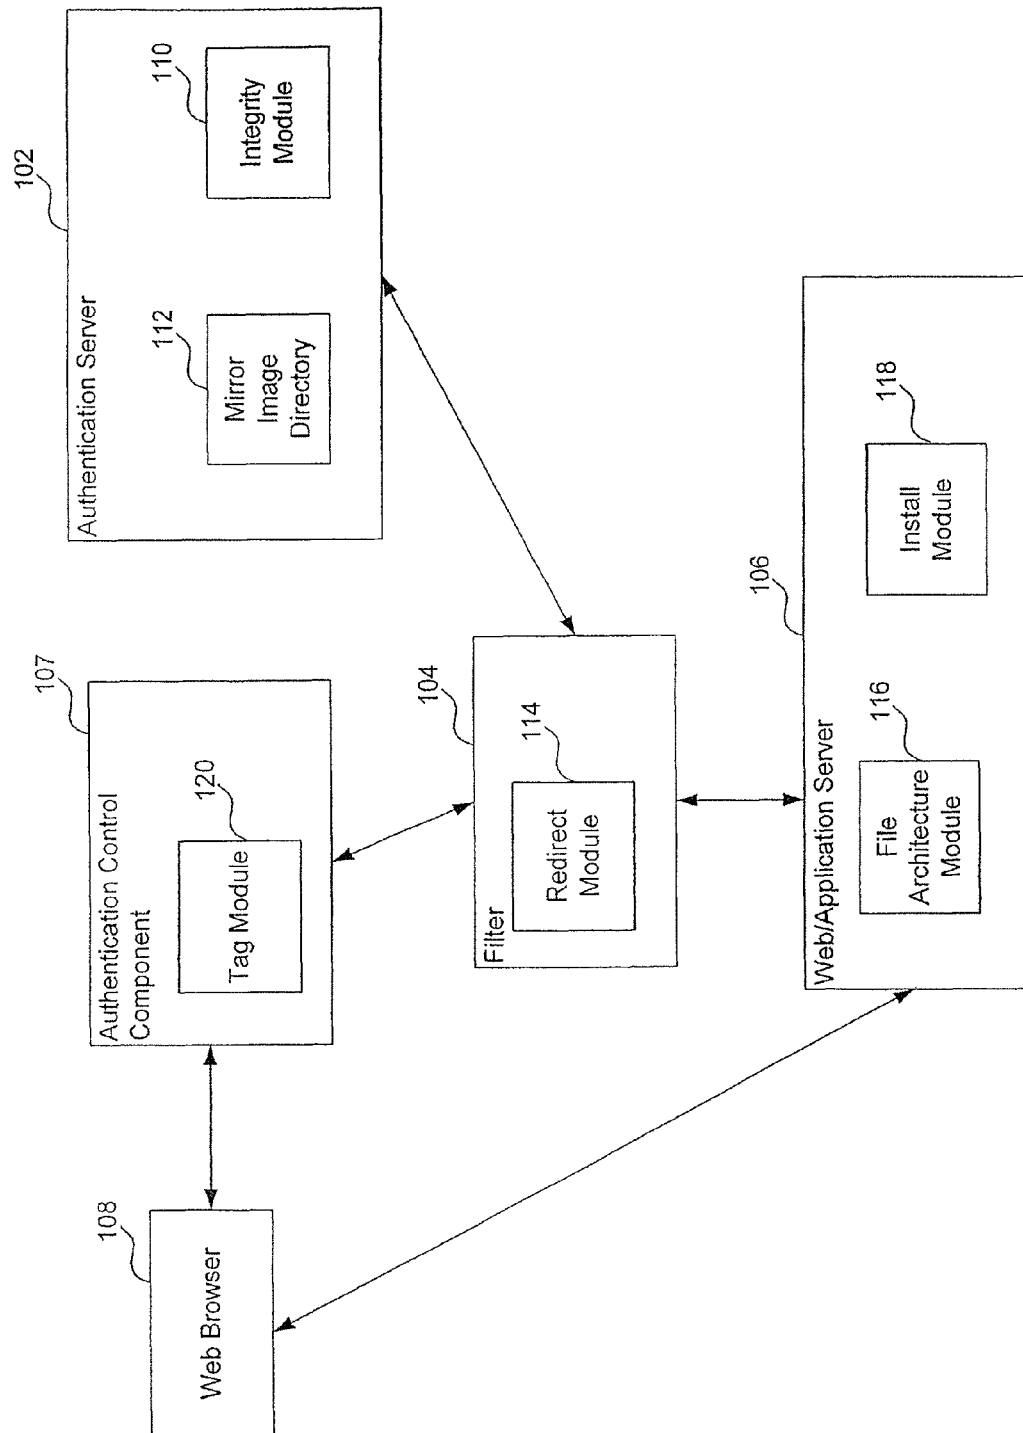 108
Web Browser
107
Authentication Control
Component
120
Tag Module
102
Authentication Server
112
Mirror
Image
Directory
110
Integrity
Module
104
Filter
114
Redirect
Module
106
Web/Application Server
116
File
Architecture
Module
118
Install
Module